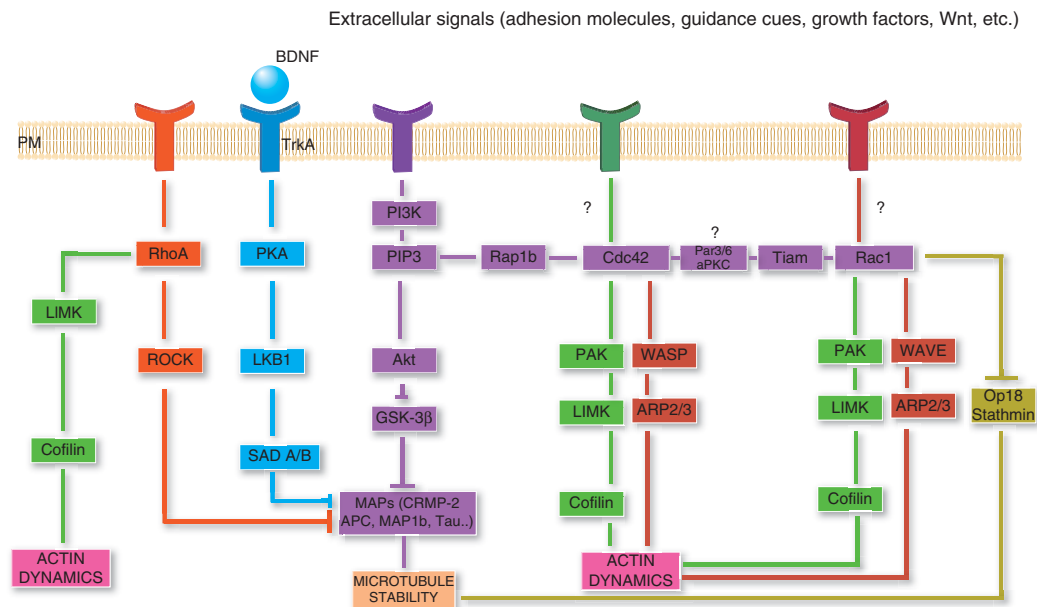 Extracellular signals (adhesion molecules, guidance cues, growth factors, Wnt, etc.)
BDNF
PM
TrkA
PI3K
?
?
?
RhoA
PKA
PIP3
Rap1b
Cdc42
Par3/6
aPKC
Tiam
Rac1
LIMK
ROCK
LKB1
Akt
PAK
WASP
PAK
WAVE
GSK-3β
LIMK
ARP2/3
LIMK
ARP2/3
Op18
Stathmin
Cofilin
SAD A/B
MAPs (CRMP-2
APC, MAP1b, Tau..)
Cofilin
Cofilin
ACTIN
DYNAMICS
MICROTUBULE
STABILITY
ACTIN
DYNAMICS